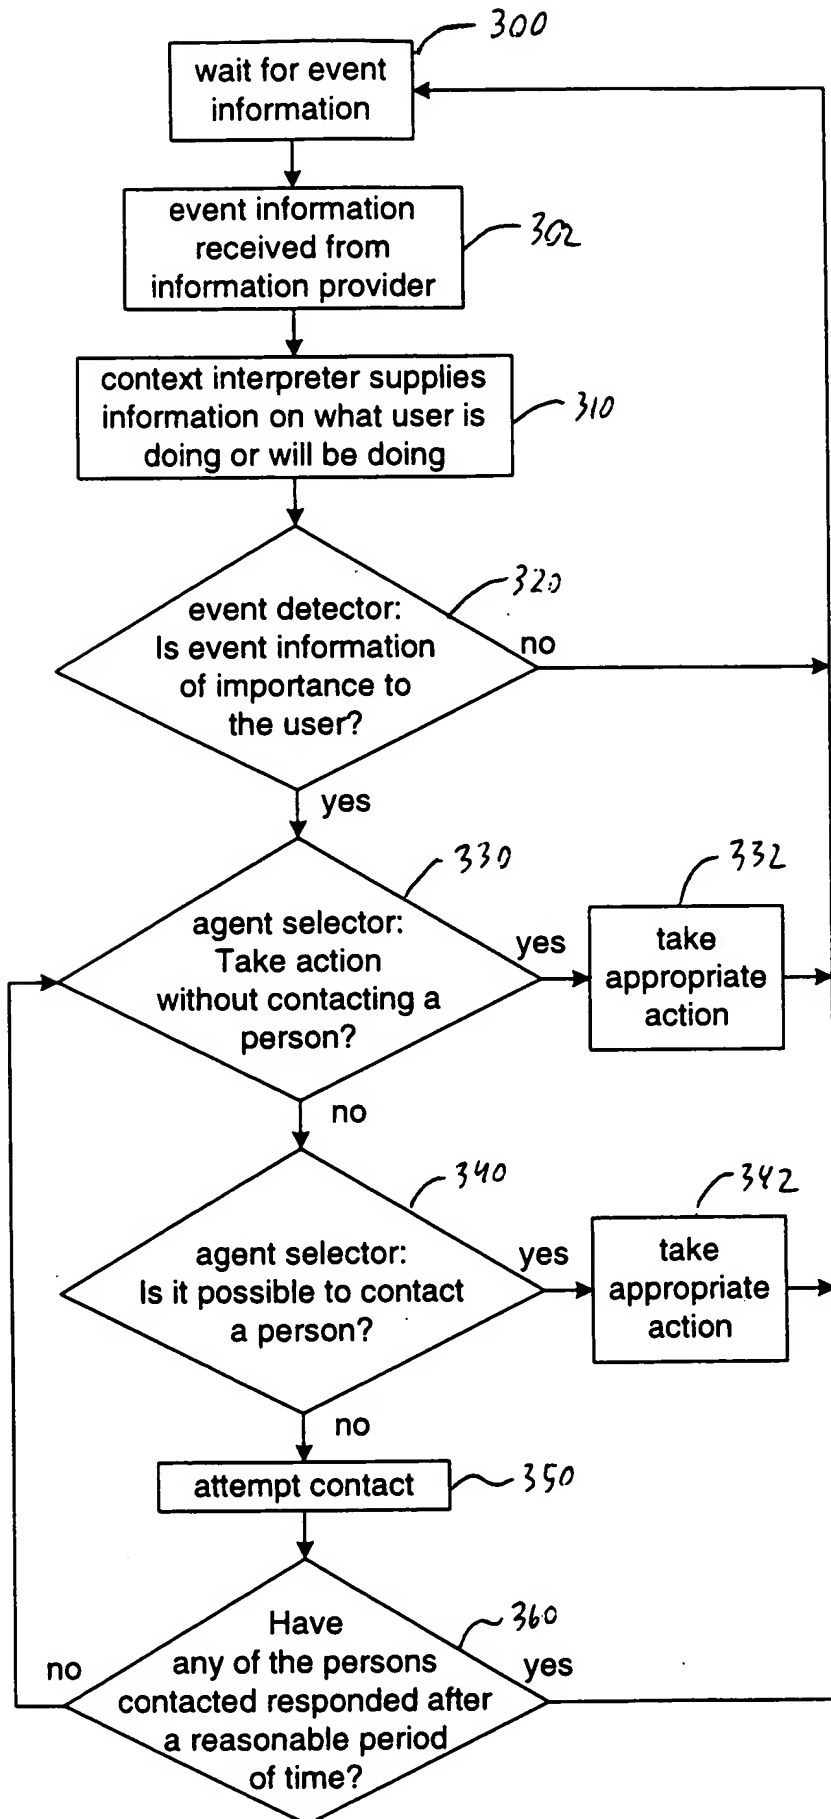 300
wait for event
information
event information
received from
information provider
302
context interpreter supplies
information on what user is
doing or will be doing
310
320
event detector:
Is event information
of importance to
the user?
no
yes
330
agent selector:
Take action
without contacting a
person?
yes
332
take
appropriate
action
no
340
agent selector:
Is it possible to contact
a person?
yes
342
take
appropriate
action
no
attempt contact
350
360
Have
any of the persons
contacted responded after
a reasonable period
of time?
no
yes